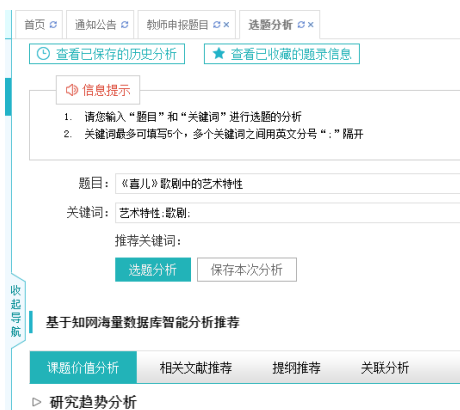 首页 通知公告 教师申报题目 × 选题分析 ×
查看已保存的历史分析 查看已收藏的题录信息
信息提示
1. 请您输入“题目”和“关键词”进行选题的分析
2. 关键词最多可填写5个，多个关键词之间用英文分号“;”隔开
题目：《喜儿》歌剧中的艺术特性
关键词：艺术特性;歌剧;
推荐关键词：
选题分析 保存本次分析
收起导航
基于知网海量数据库智能分析推荐
课题价值分析 相关文献推荐 提纲推荐 关联分析
▷ 研究趋势分析